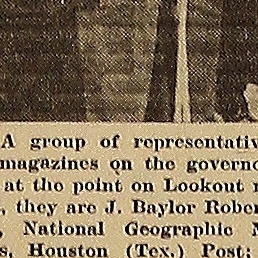 A group of representativ
magazines on the governo
at the point on Lookout
, they are J. Baylor Rober
, National Geographic M
s, Houston (Tex.) Post;